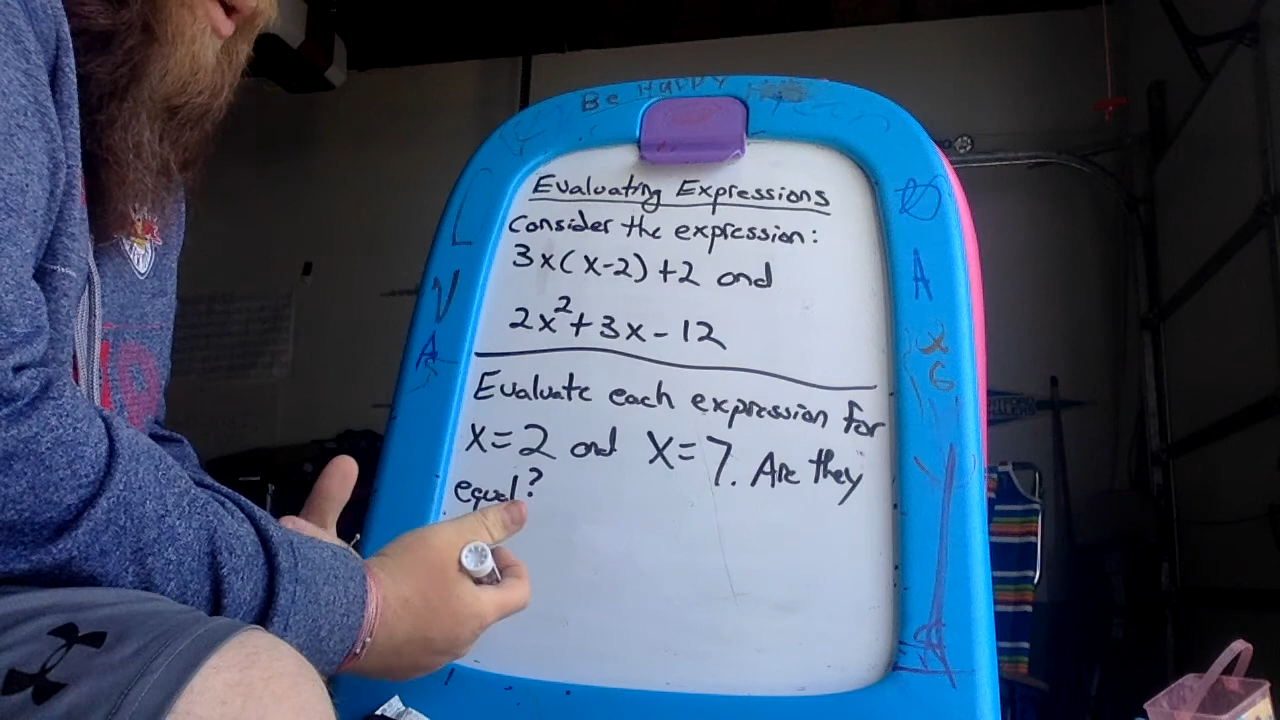 Be HaPPY
Evaluating Expressions
Consider the expression:
3x(x-2)+2 and
2x²+3x-12
Evaluate each expression for
x=2 and x=7. Are they
equal?